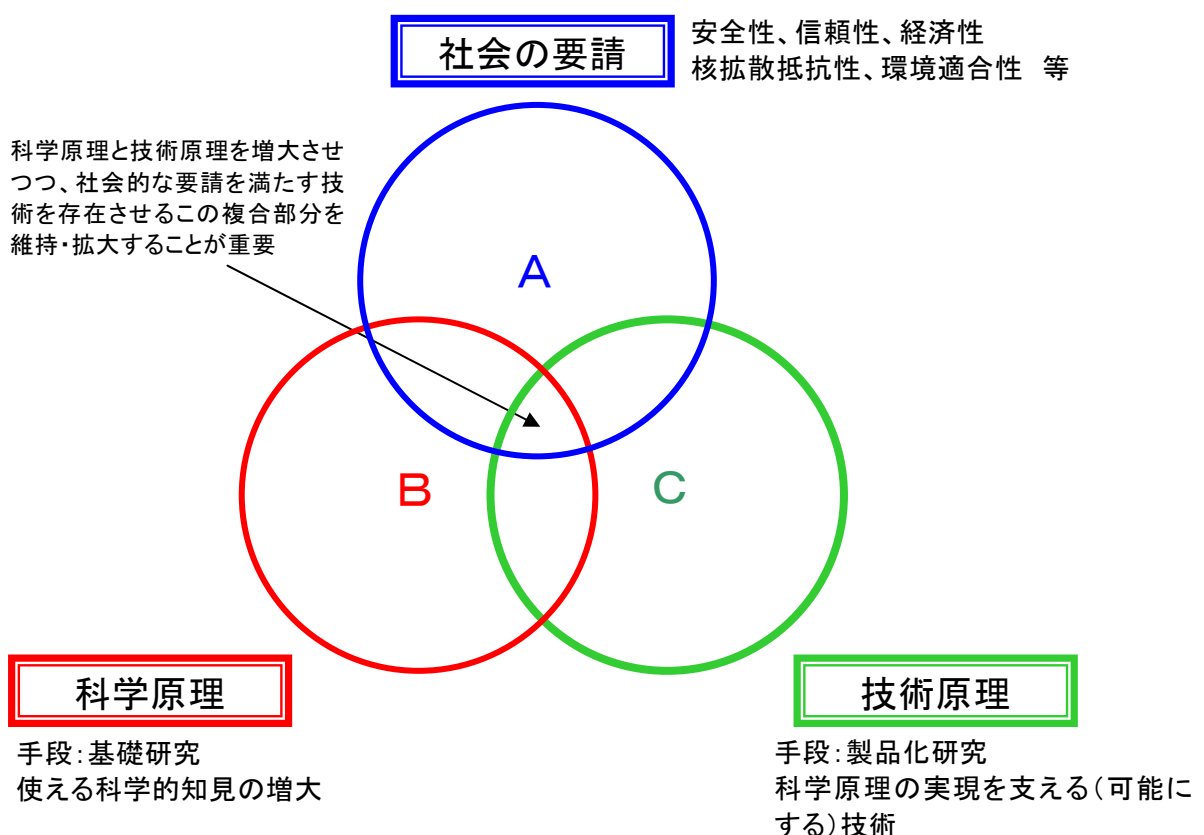 社会の要請
安全性、信頼性、経済性
核拡散抵抗性、環境適合性　等
科学原理と技術原理を増大させ
つつ、社会的な要請を満たす技
術を存在させるこの複合部分を
維持・拡大することが重要
A
B
C
科学原理
手段：基礎研究
使える科学的知見の増大
技術原理
手段：製品化研究
科学原理の実現を支える（可能に
する）技術